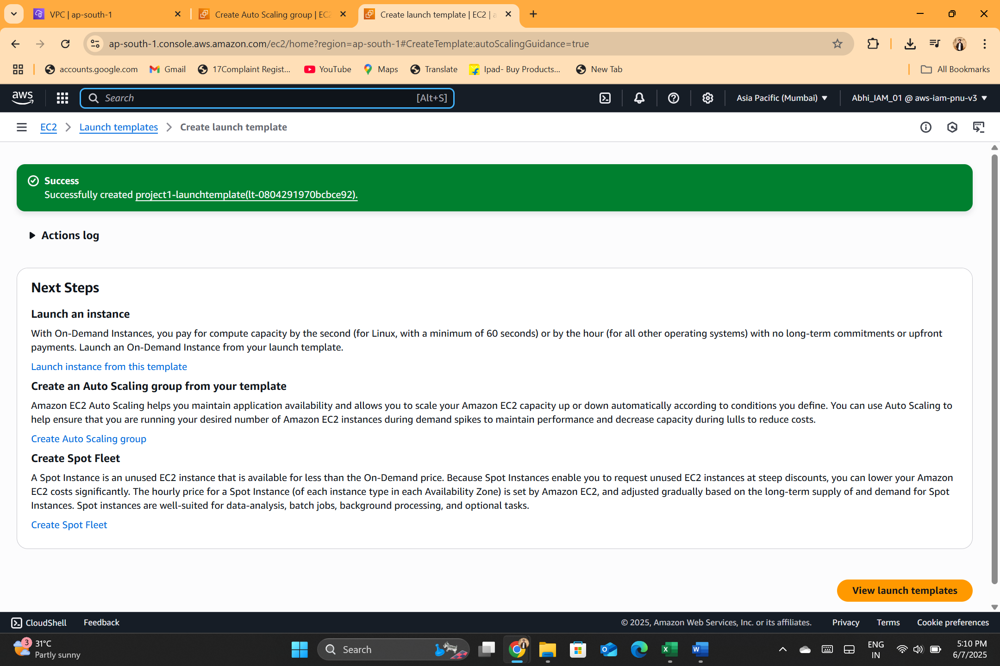 VPC | ap-south-1
Create Auto Scaling group | EC2
Create launch template | EC2 | a
ap-south-1.console.aws.amazon.com/ec2/home?region=ap-south-1#CreateTemplate:autoScalingGuidance=true
accounts.google.com
Gmail
17Complaint Regist...
YouTube
Maps
Translate
Ipad- Buy Products...
New Tab
All Bookmarks
aws
Search
[Alt+S]
Asia Pacific (Mumbai)
Abhi_IAM_01 @ aws-iam-pnu-v3
EC2
Launch templates
Create launch template
Success
Successfully created project1-launchtemplate(lt-0804291970bcbce92).
Actions log
Next Steps
Launch an instance
With On-Demand Instances, you pay for compute capacity by the second (for Linux, with a minimum of 60 seconds) or by the hour (for all other operating systems) with no long-term commitments or upfront
payments. Launch an On-Demand Instance from your launch template.
Launch instance from this template
Create an Auto Scaling group from your template
Amazon EC2 Auto Scaling helps you maintain application availability and allows you to scale your Amazon EC2 capacity up or down automatically according to conditions you define. You can use Auto Scaling to
help ensure that you are running your desired number of Amazon EC2 instances during demand spikes to maintain performance and decrease capacity during lulls to reduce costs.
Create Auto Scaling group
Create Spot Fleet
A Spot Instance is an unused EC2 instance that is available for less than the On-Demand price. Because Spot Instances enable you to request unused EC2 instances at steep discounts, you can lower your Amazon
EC2 costs significantly. The hourly price for a Spot Instance (of each instance type in each Availability Zone) is set by Amazon EC2, and adjusted gradually based on the long-term supply of and demand for Spot
Instances. Spot instances are well-suited for data-analysis, batch jobs, background processing, and optional tasks.
Create Spot Fleet
View launch templates
CloudShell
Feedback
© 2025, Amazon Web Services, Inc. or its affiliates.
Privacy
Terms
Cookie preferences
3
31°C
Partly sunny
Search
ENG
IN
5:10 PM
6/7/2025